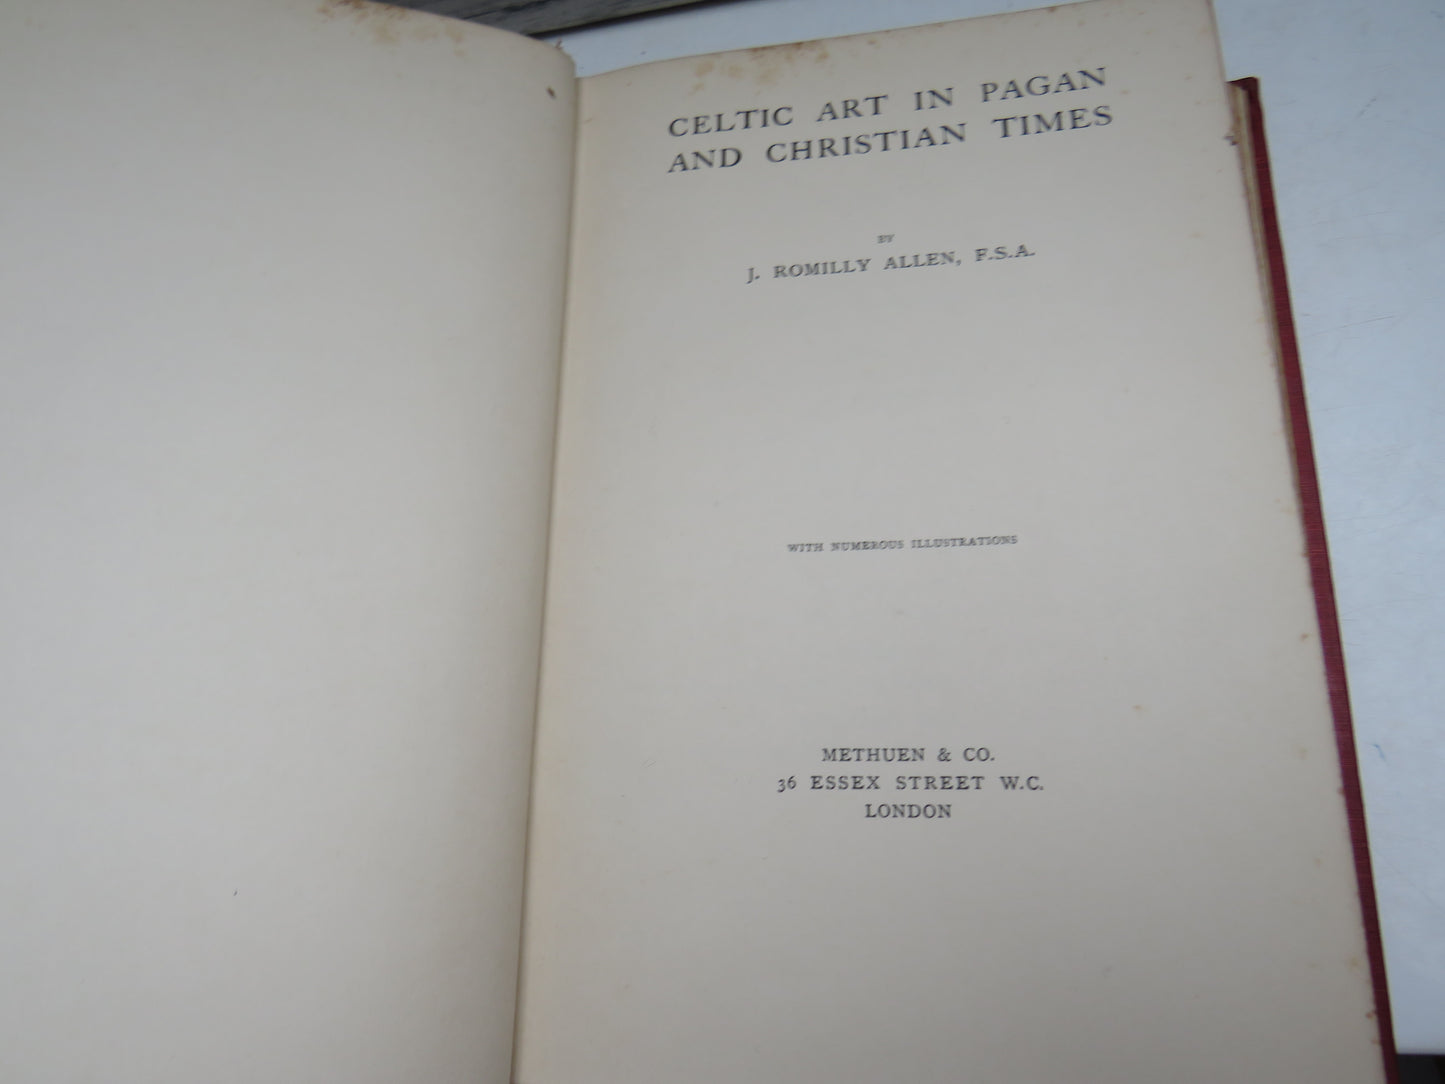 CELTIC ART IN PAGAN
AND CHRISTIAN TIMES
BY
J. ROMILLY ALLEN, F.S.A.
WITH NUMEROUS ILLUSTRATIONS
METHUEN & CO.
36 ESSEX STREET W.C.
LONDON